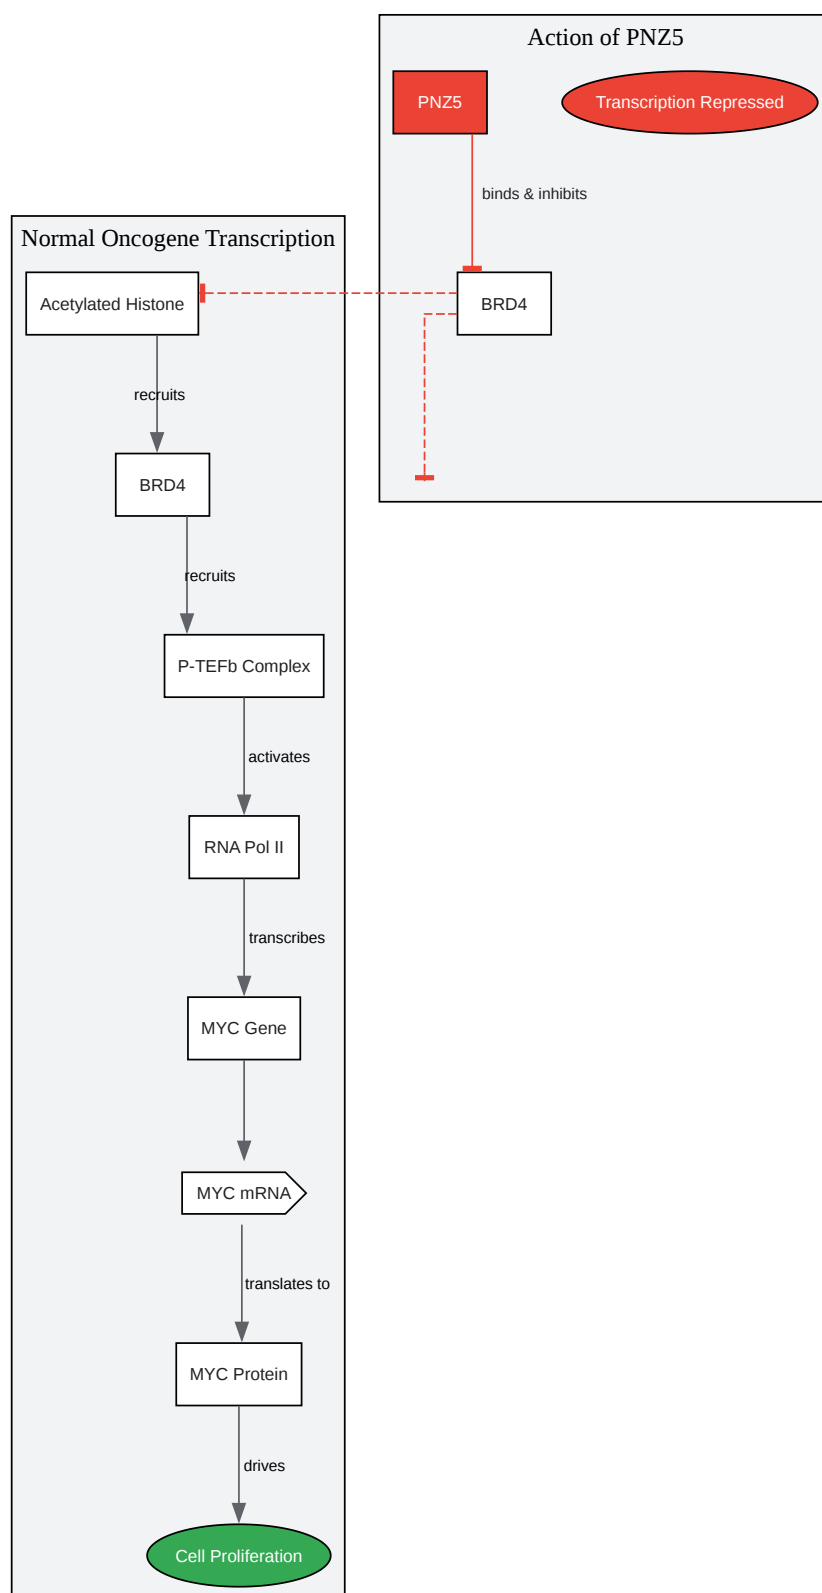 Action of PNZ5
PNZ5
Transcription Repressed
binds & inhibits
BRD4
Normal Oncogene Transcription
Acetylated Histone
recruits
BRD4
recruits
P-TEFb Complex
activates
RNA Pol II
transcribes
MYC Gene
MYC mRNA
translates to
MYC Protein
drives
Cell Proliferation